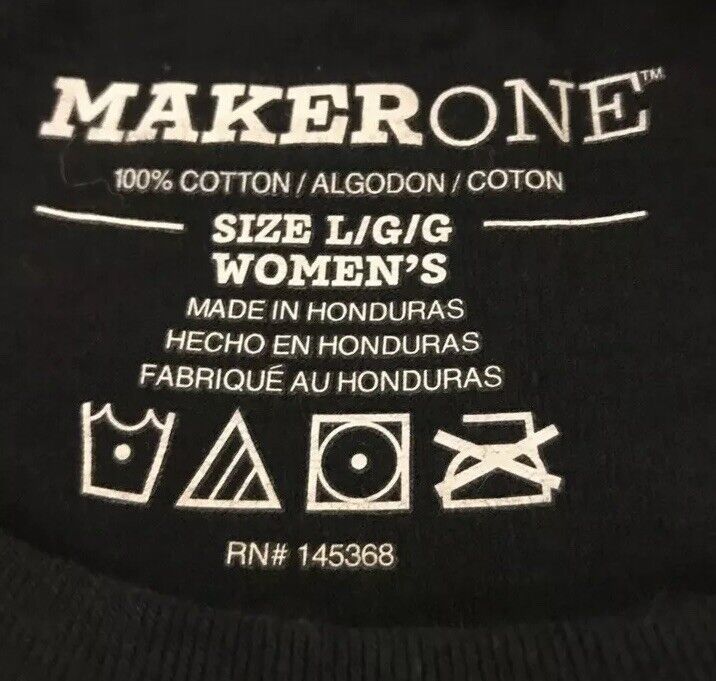 MAKERONE™
100% COTTON / ALGODON / COTON
SIZE L/G/G
WOMEN'S
MADE IN HONDURAS
HECHO EN HONDURAS
FABRIQUÉ AU HONDURAS
RN# 145368